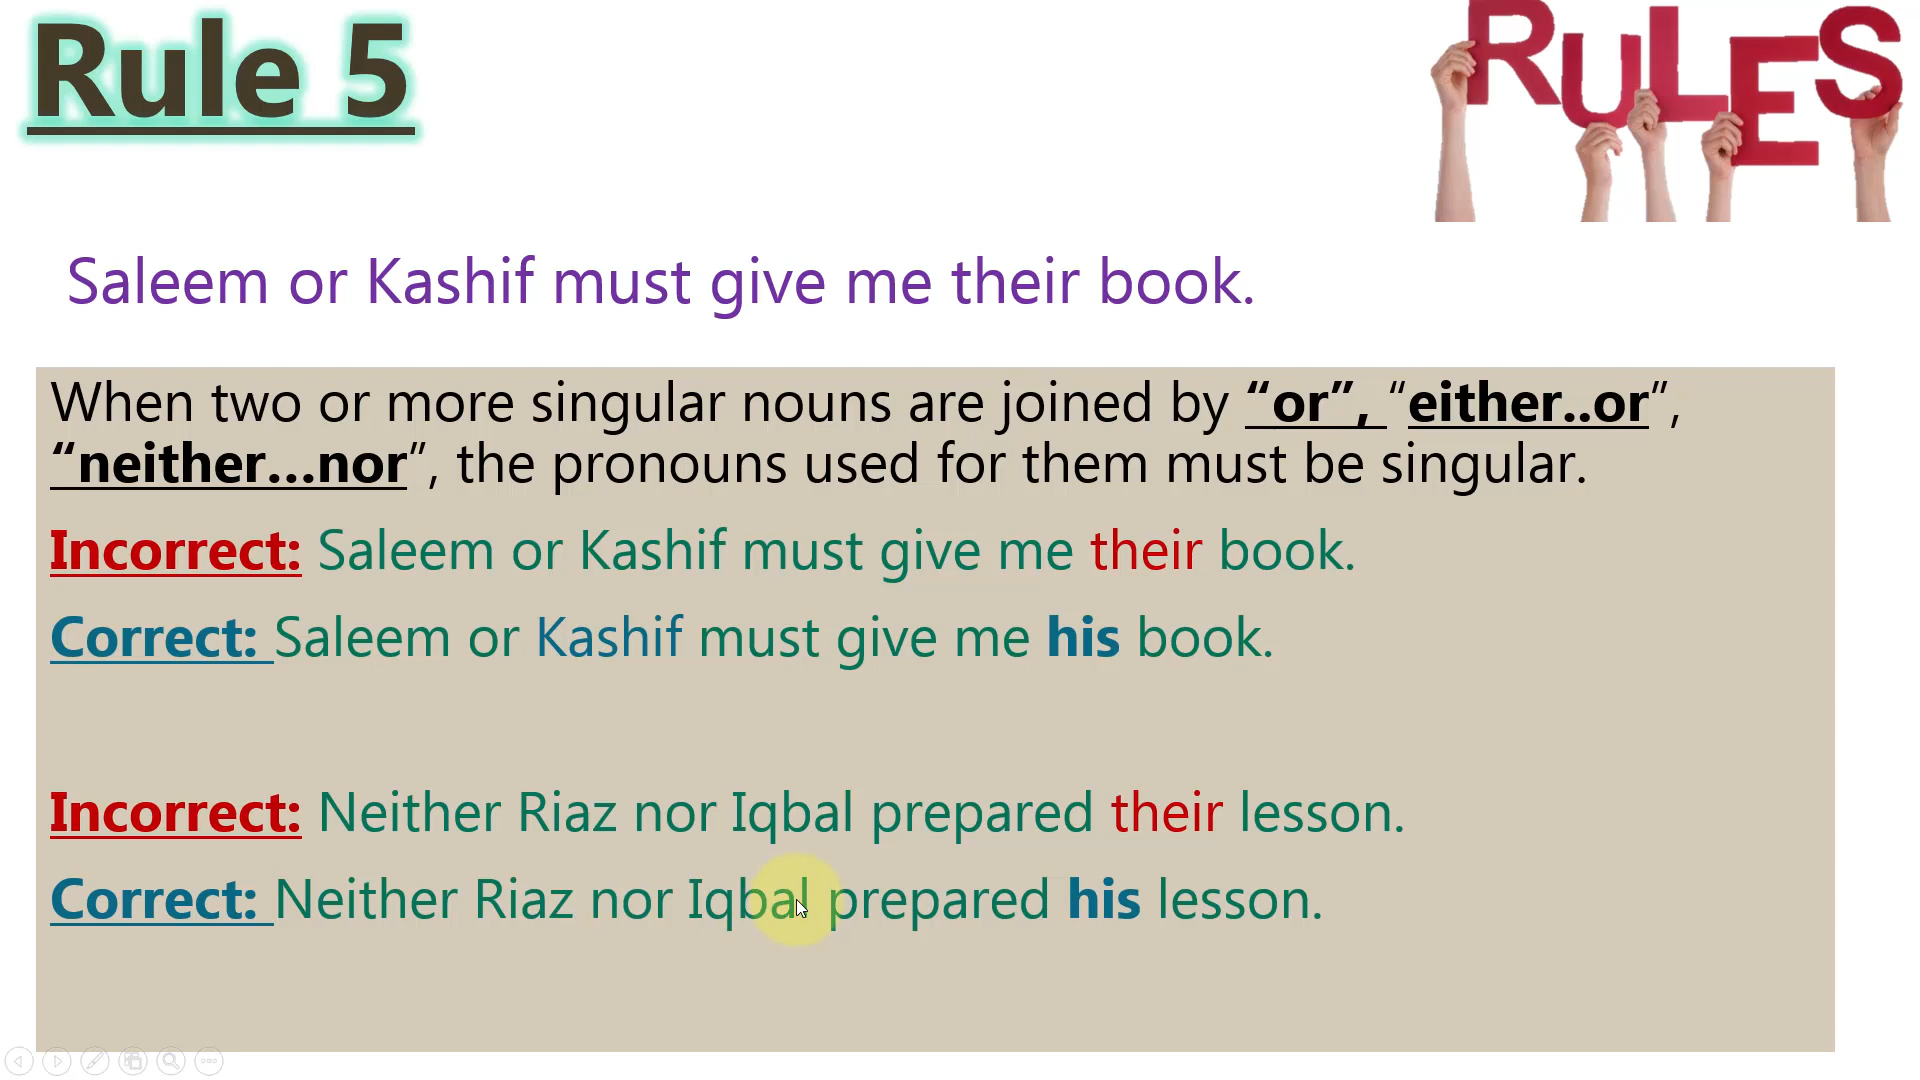 Rule 5
RULES
Saleem or Kashif must give me their book.
When two or more singular nouns are joined by “or”, “either..or”,
“neither...nor”, the pronouns used for them must be singular.
Incorrect: Saleem or Kashif must give me their book.
Correct: Saleem or Kashif must give me his book.
Incorrect: Neither Riaz nor Iqbal prepared their lesson.
Correct: Neither Riaz nor Iqbal prepared his lesson.